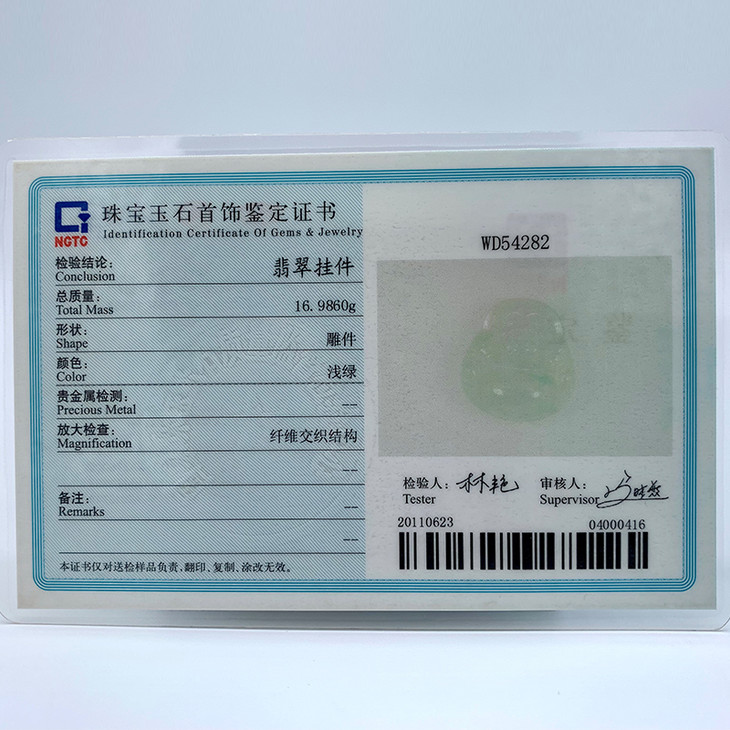 NGTC
珠宝玉石首饰鉴定证书
Identification Certificate Of Gems & Jewelry
检验结论： 翡翠挂件
Conclusion
总质量： 16.9860g
Total Mass
形状： 雕件
Shape
颜色： 浅绿
Color
贵金属检测： --
Precious Metal
放大检查： 纤维交织结构
Magnification
--
备注： --
Remarks
--
本证书仅对送检样品负责，翻印、复制、涂改无效。
WD54282
检验人： 林艳
Tester
审核人：
Supervisor
20110623 04000416